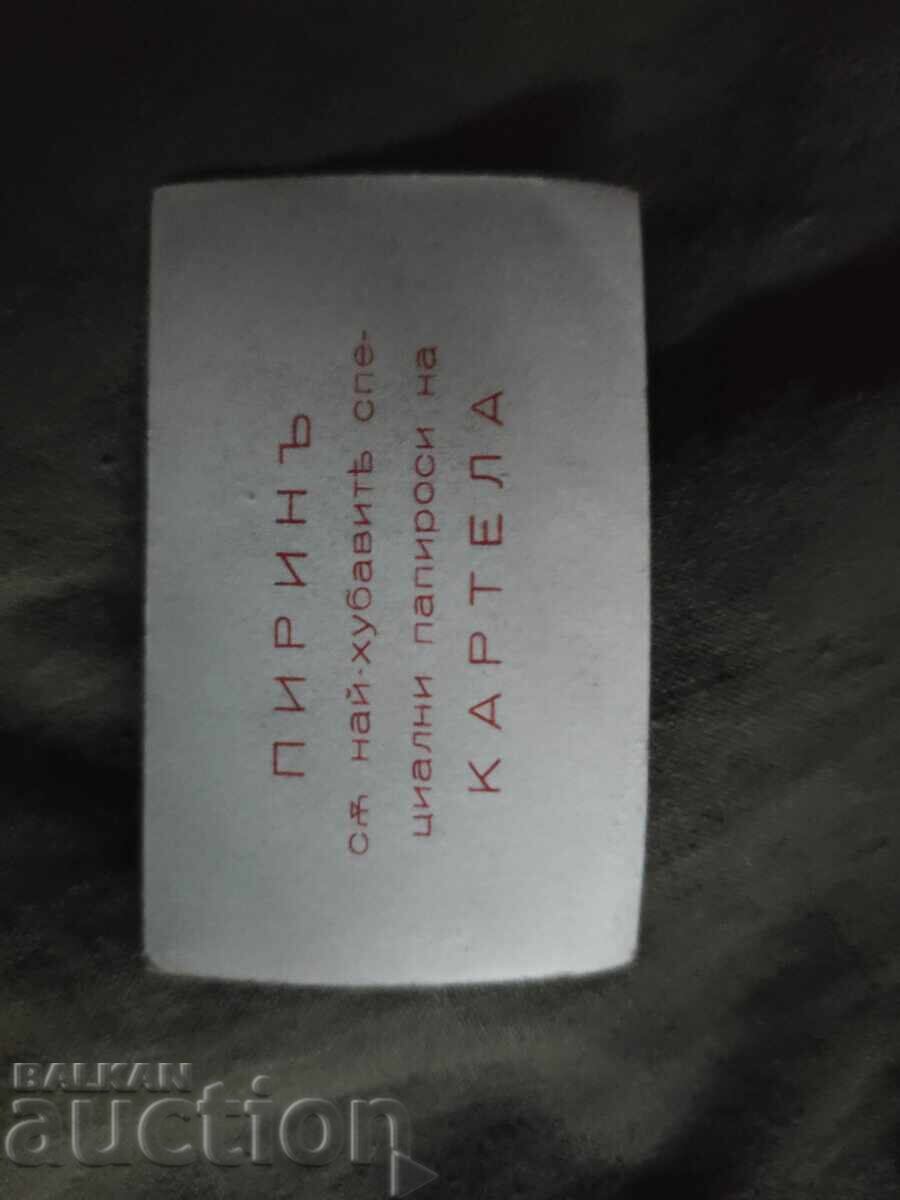 ПИРИНЪ
сѫ най-хубавитѣ спе-
циални папироси на
КАРТЕЛА
BALKAN
auction